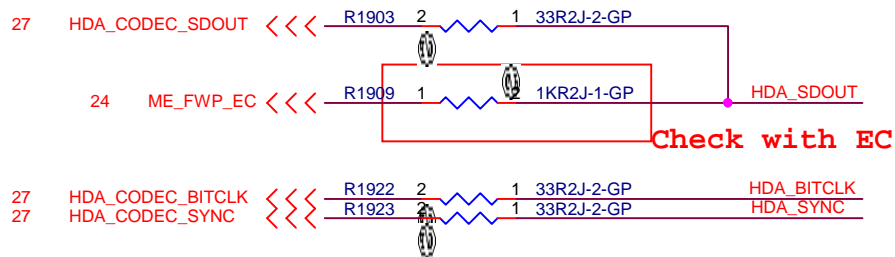 27 HDA_CODEC_SDOUT R1903 2 1 33R2J-2-GP
24 ME_FWP_EC R1909 1 2 1KR2J-1-GP HDA_SDOUT
Check with EC
27 HDA_CODEC_BITCLK R1922 2 1 33R2J-2-GP HDA_BITCLK
27 HDA_CODEC_SYNC R1923 2 1 33R2J-2-GP HDA_SYNC